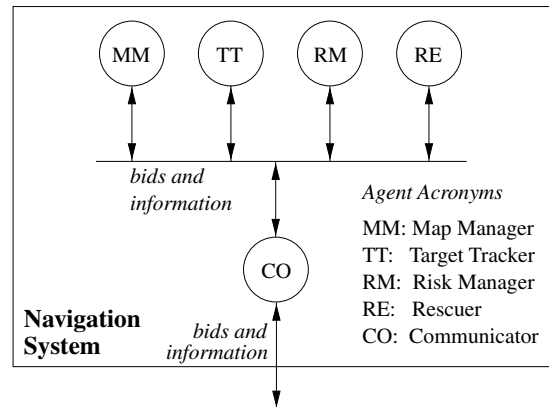 MM TT RM RE
bids and
information
Agent Acronyms
MM: Map Manager
TT: Target Tracker
RM: Risk Manager
RE: Rescuer
CO: Communicator
CO
Navigation
System
bids and
information